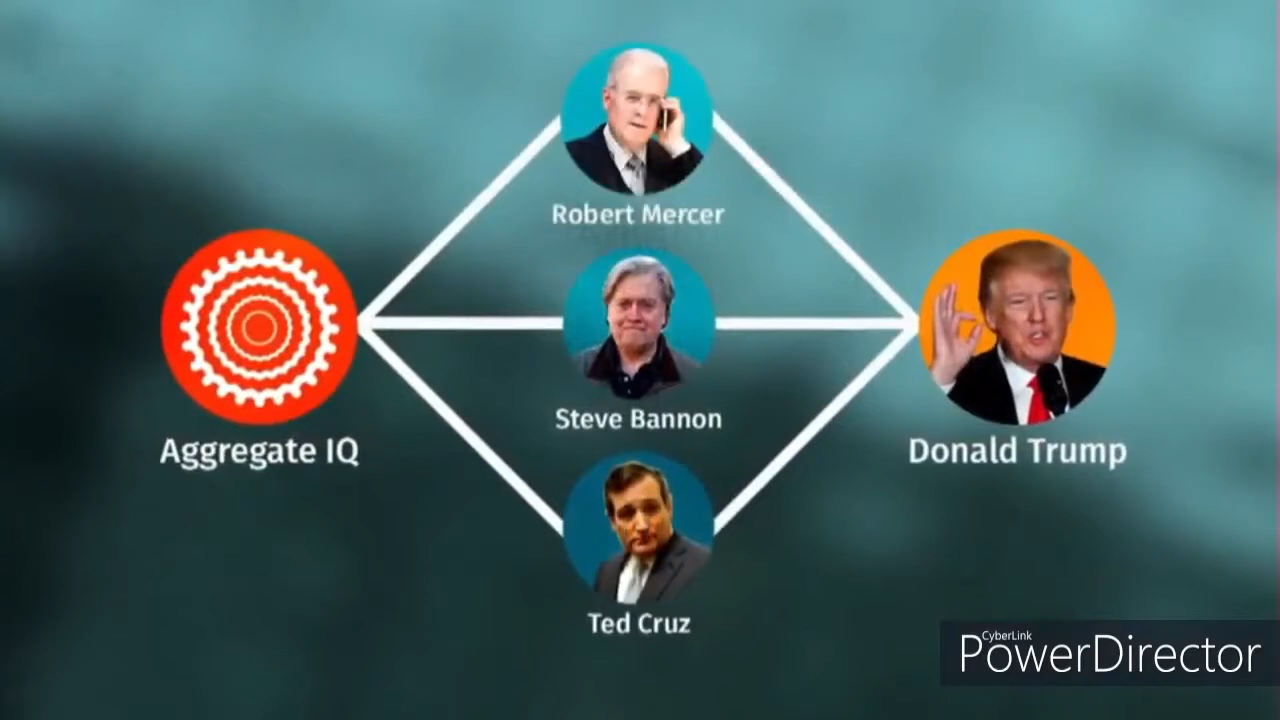 Robert Mercer
Steve Bannon
Aggregate IQ
Donald Trump
Ted Cruz
CyberLink
PowerDirector